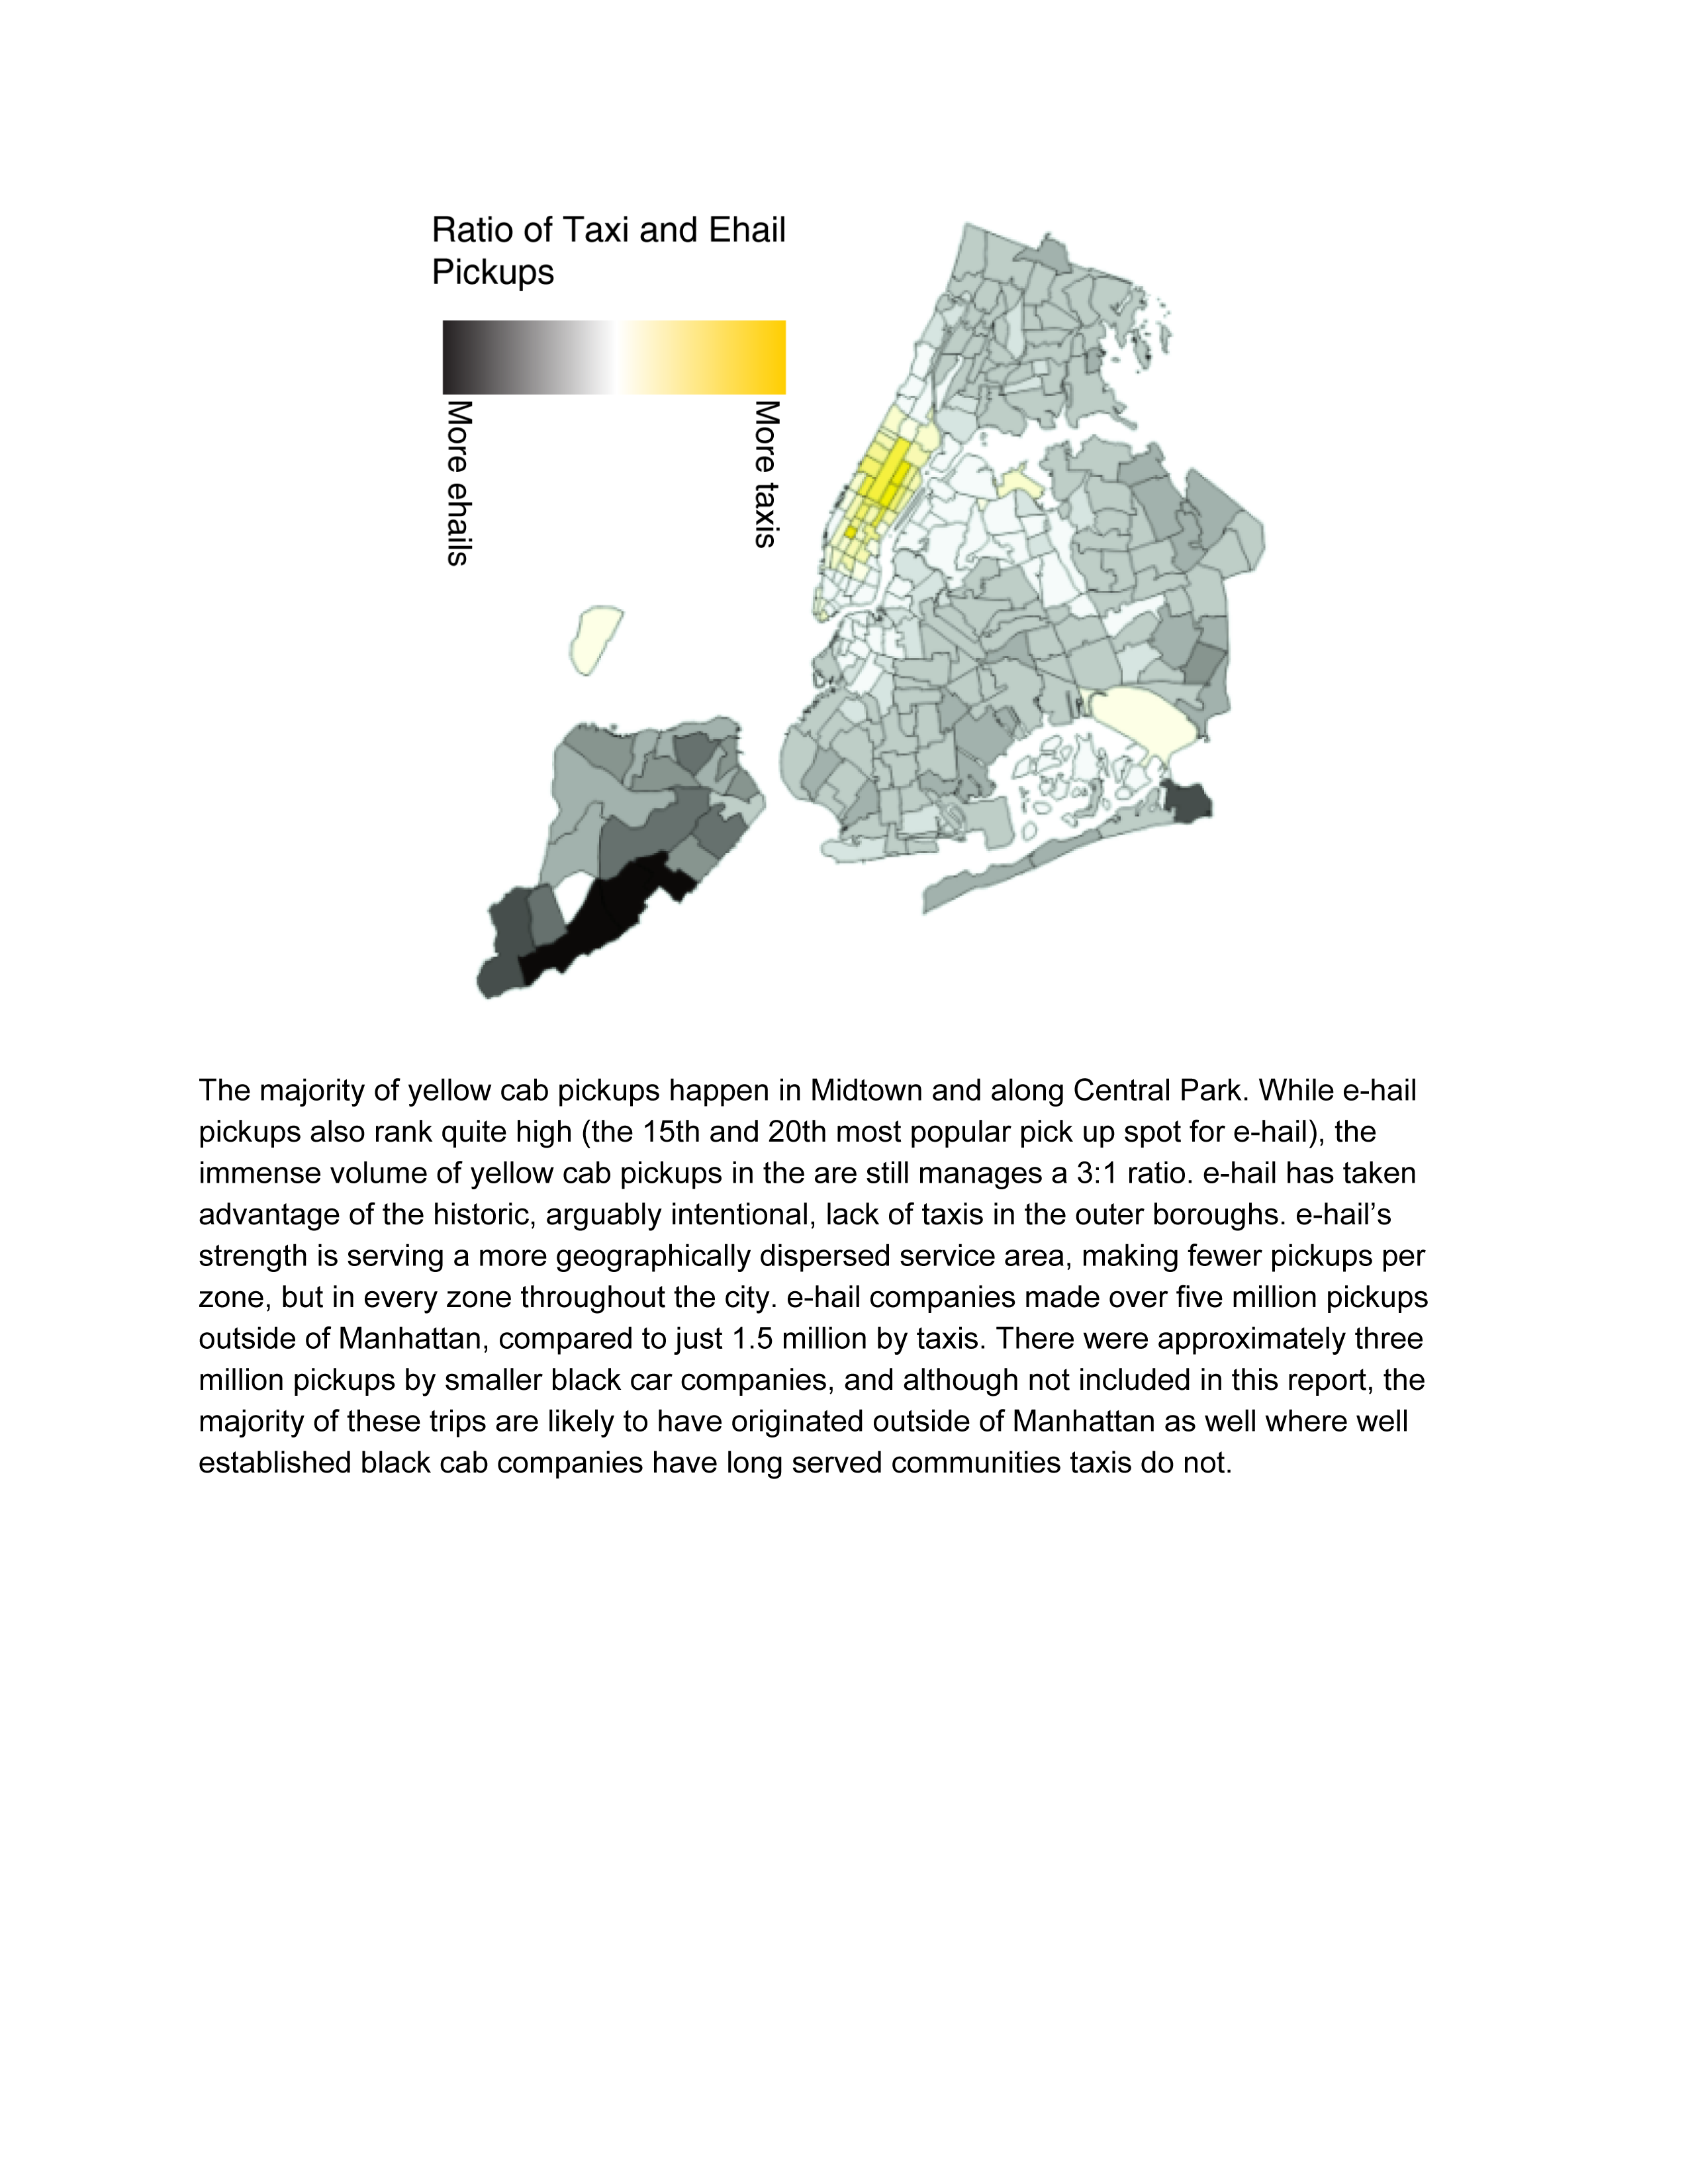 Ratio of Taxi and Ehail
Pickups
More ehails
More taxis
The majority of yellow cab pickups happen in Midtown and along Central Park. While e-hail
pickups also rank quite high (the 15th and 20th most popular pick up spot for e-hail), the
immense volume of yellow cab pickups in the are still manages a 3:1 ratio. e-hail has taken
advantage of the historic, arguably intentional, lack of taxis in the outer boroughs. e-hail’s
strength is serving a more geographically dispersed service area, making fewer pickups per
zone, but in every zone throughout the city. e-hail companies made over five million pickups
outside of Manhattan, compared to just 1.5 million by taxis. There were approximately three
million pickups by smaller black car companies, and although not included in this report, the
majority of these trips are likely to have originated outside of Manhattan as well where well
established black cab companies have long served communities taxis do not.